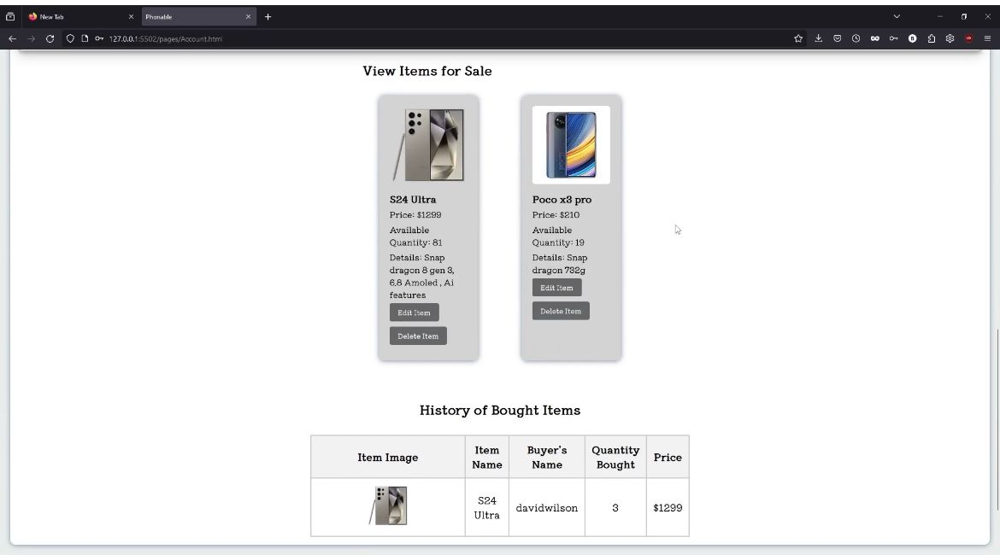 New Tab
Phonable
127.0.0.1:5502/pages/Account.html
View Items for Sale
S24 Ultra
Price: $1299
Available
Quantity: 81
Details: Snap
dragon 8 gen 3,
6.8 Amoled , Ai
features
Edit Item
Delete Item
Poco x3 pro
Price: $210
Available
Quantity: 19
Details: Snap
dragon 732g
Edit Item
Delete Item
History of Bought Items
Item Image
Item
Name
Buyer's
Name
Quantity
Bought
Price
S24
Ultra
davidwilson
3
$1299